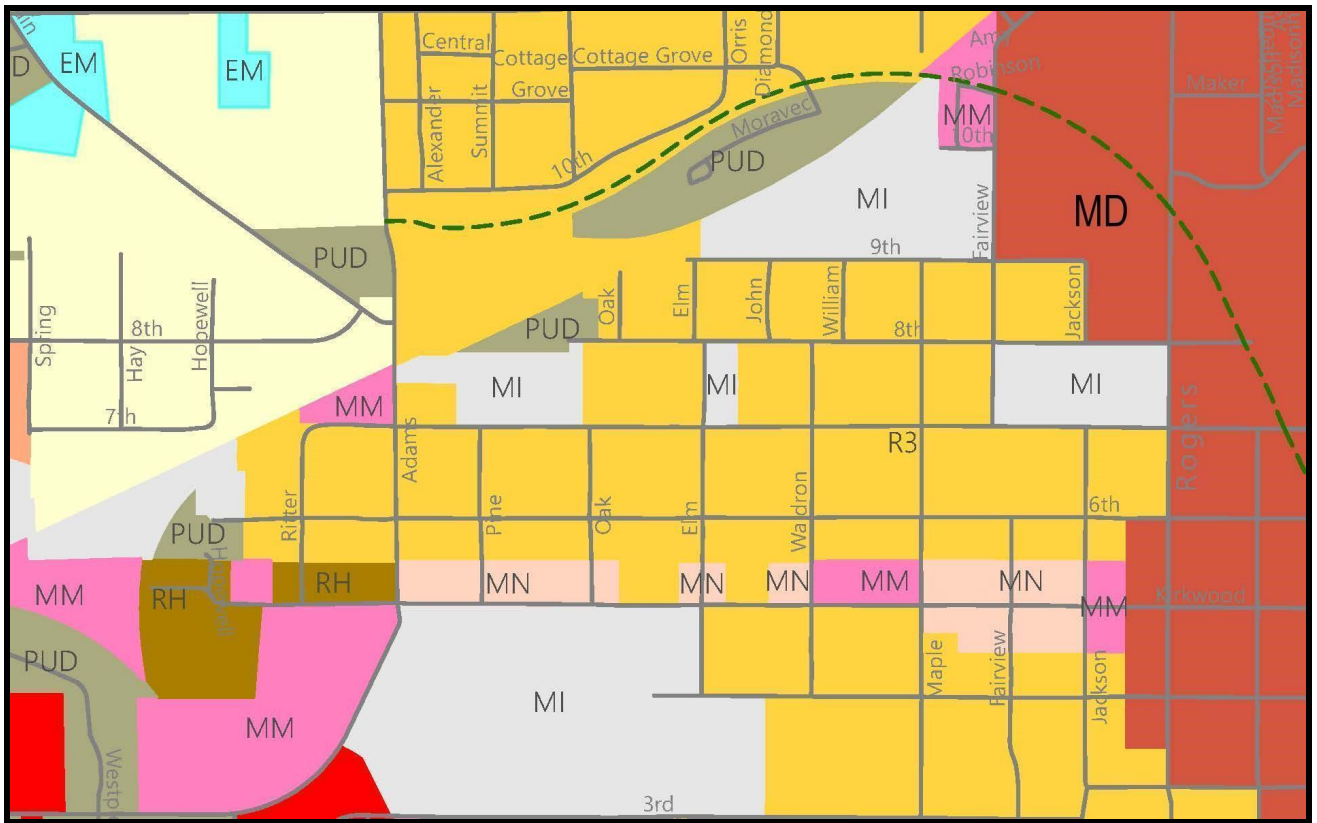 Central
Cottage
Grove
Cottage Grove
Orris
Diamond
Alexander
Summit
10th
Moravec
PUD
D
EM
EM
Robinson
MM
10th
Maker
Madison
MI
9th
Fairview
MD
PUD
Spring
8th
Hay
Hopewell
7th
PUD
Oak
Elm
John
William
8th
Jackson
MM
MI
MI
MI
Adams
R3
Rogers
Ritter
Pine
Oak
Elm
Waldron
6th
PUD
MM
RH
RH
MN
MN
MN
MM
MN
MM
Kirkwood
PUD
MM
MI
Maple
Fairview
Jackson
3rd